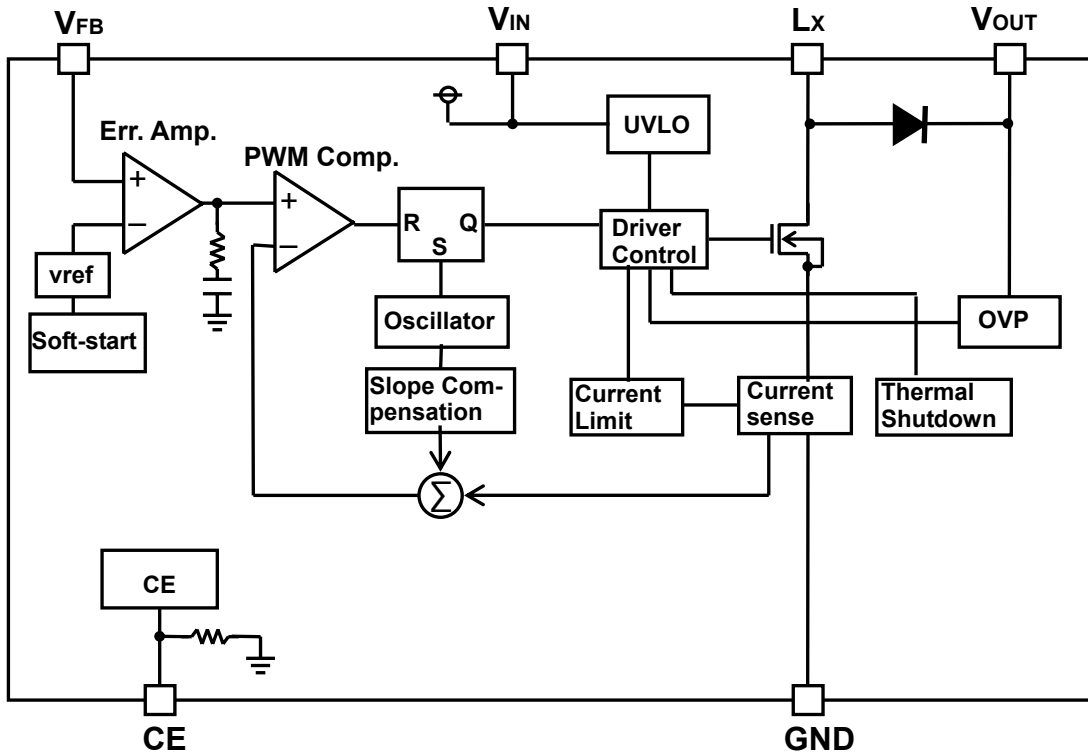 VFB
VIN
LX
VOUT
Err. Amp.
UVLO
PWM Comp.
+
−
+
−
R
Q
S
Driver
Control
vref
Soft-start
Oscillator
OVP
Slope Com-
pensation
Current
Limit
Current
sense
Thermal
Shutdown
Σ
CE
CE
GND